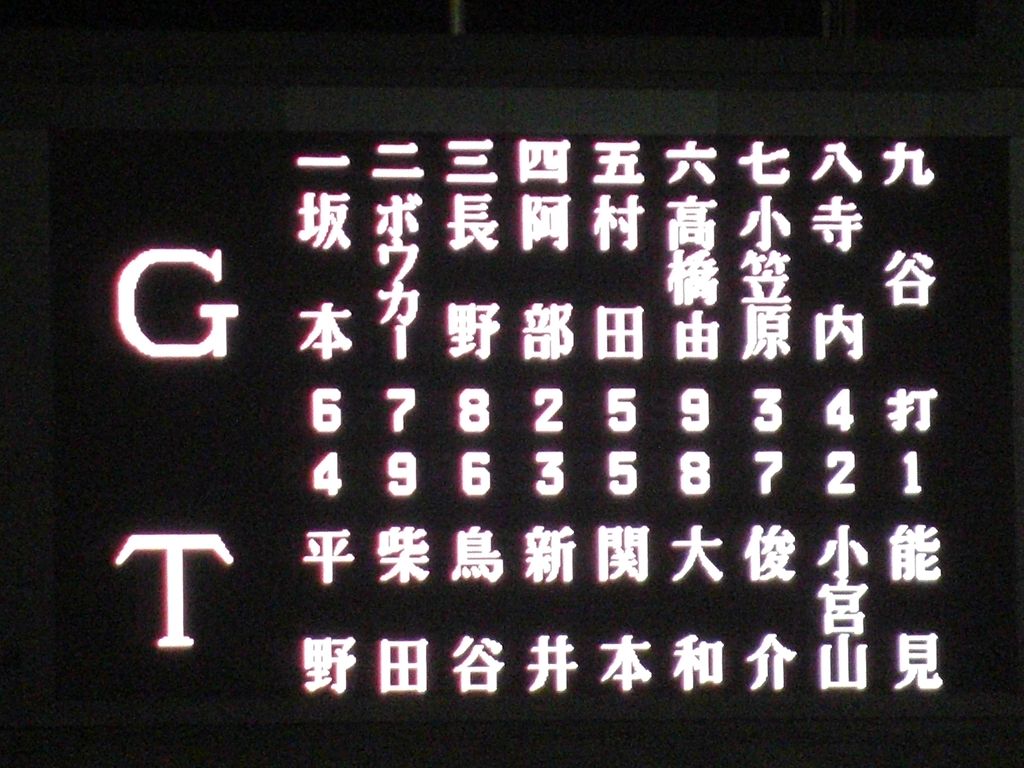 G
T
一 坂本 6
二 ボウカー 7
三 長野 8
四 阿部 2
五 村田 5
六 高橋由 9
七 小笠原 3
八 寺内 4
九 谷 打
4 平野
9 柴田
6 鳥谷
3 新井
5 関本
8 大和
7 俊介
2 小宮山
1 能見